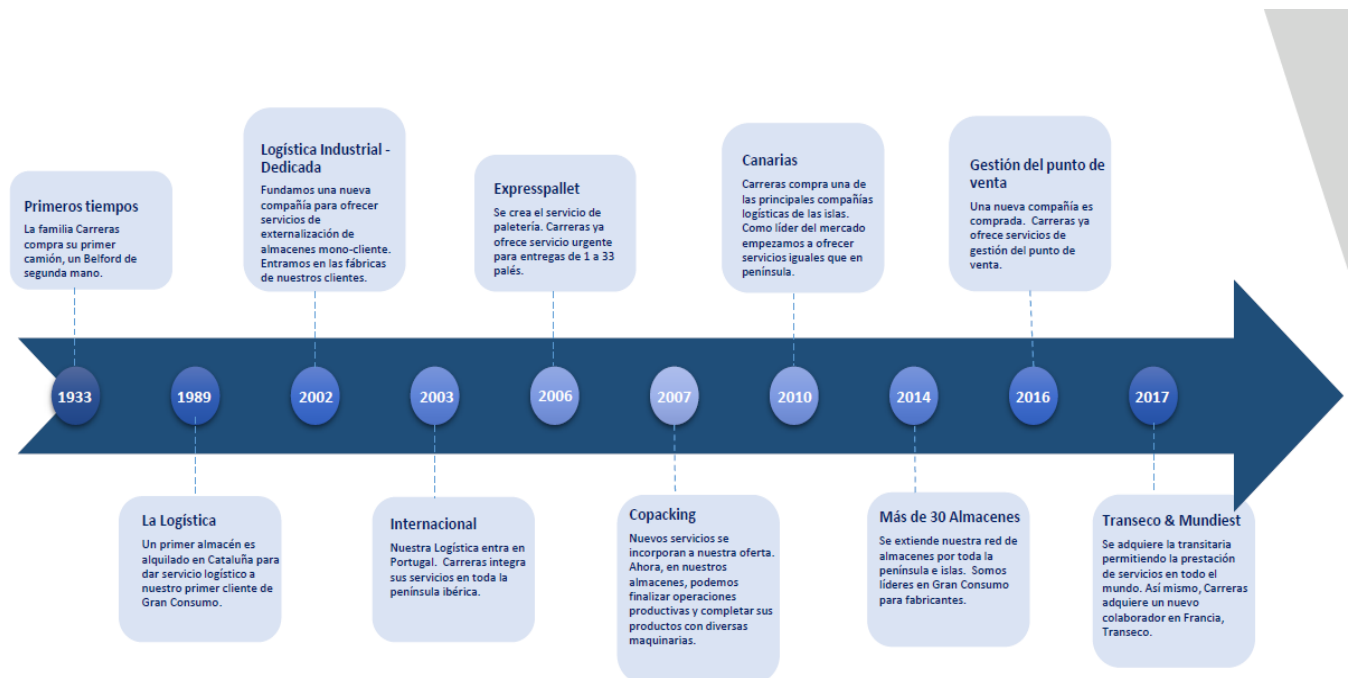 Primeros tiempos
La familia Carreras
compra su primer
camión, un Belford de
segunda mano.
Logística Industrial -
Dedicada
Fundamos una nueva
compañía para ofrecer
servicios de
externalización de
almacenes mono-cliente.
Entramos en las fábricas
de nuestros clientes.
Expresspallet
Se crea el servicio de
paletería. Carreras ya
ofrece servicio urgente
para entregas de 1 a 33
palés.
Canarias
Carreras compra una de
las principales compañías
logísticas de las islas.
Como líder del mercado
empezamos a ofrecer
servicios iguales que en
península.
Gestión del punto de
venta
Una nueva compañía es
comprada. Carreras ya
ofrece servicios de
gestión del punto de
venta.
1933
1989
2002
2003
2006
2007
2010
2014
2016
2017
La Logística
Un primer almacén es
alquilado en Cataluña para
dar servicio logístico a
nuestro primer cliente de
Gran Consumo.
Internacional
Nuestra Logística entra en
Portugal. Carreras integra
sus servicios en toda la
península ibérica.
Copacking
Nuevos servicios se
incorporan a nuestra oferta.
Ahora, en nuestros
almacenes, podemos
finalizar operaciones
productivas y completar sus
productos con diversas
maquinarias.
Más de 30 Almacenes
Se extiende nuestra red de
almacenes por toda la
península e islas. Somos
líderes en Gran Consumo
para fabricantes.
Transeco & Mundiest
Se adquiere la transitaria
permitiendo la prestación
de servicios en todo el
mundo. Así mismo, Carreras
adquiere un nuevo
colaborador en Francia,
Transeco.